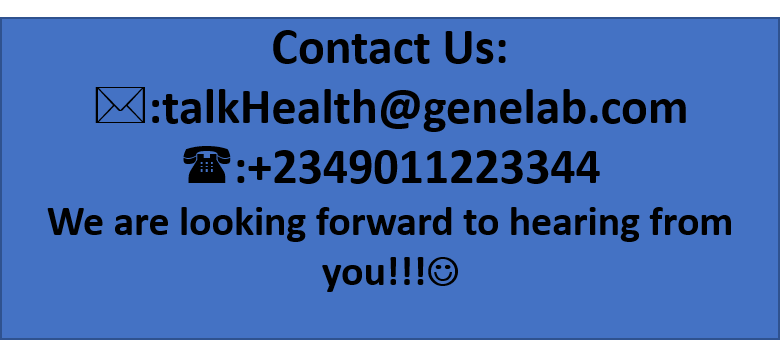 Contact Us:
✉:talkHealth@genelab.com
☎:+2349011223344
We are looking forward to hearing from
you!!!☺